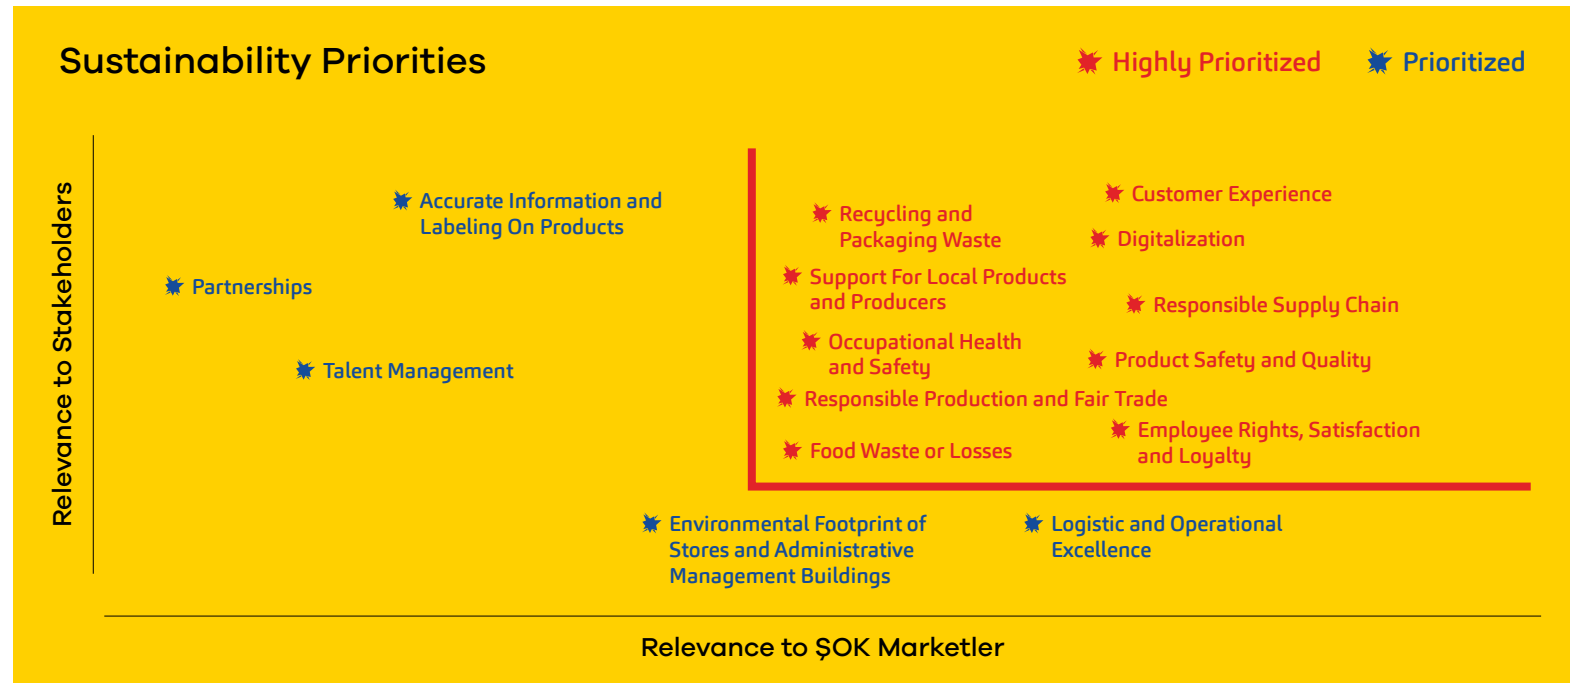 Sustainability Priorities
Highly Prioritized
Prioritized
Relevance to Stakeholders
Accurate Information and
Labeling On Products
Partnerships
Talent Management
Recycling and
Packaging Waste
Support For Local Products
and Producers
Occupational Health
and Safety
Responsible Production and Fair Trade
Food Waste or Losses
Customer Experience
Digitalization
Responsible Supply Chain
Product Safety and Quality
Employee Rights, Satisfaction
and Loyalty
Environmental Footprint of
Stores and Administrative
Management Buildings
Logistic and Operational
Excellence
Relevance to ŞOK Marketler